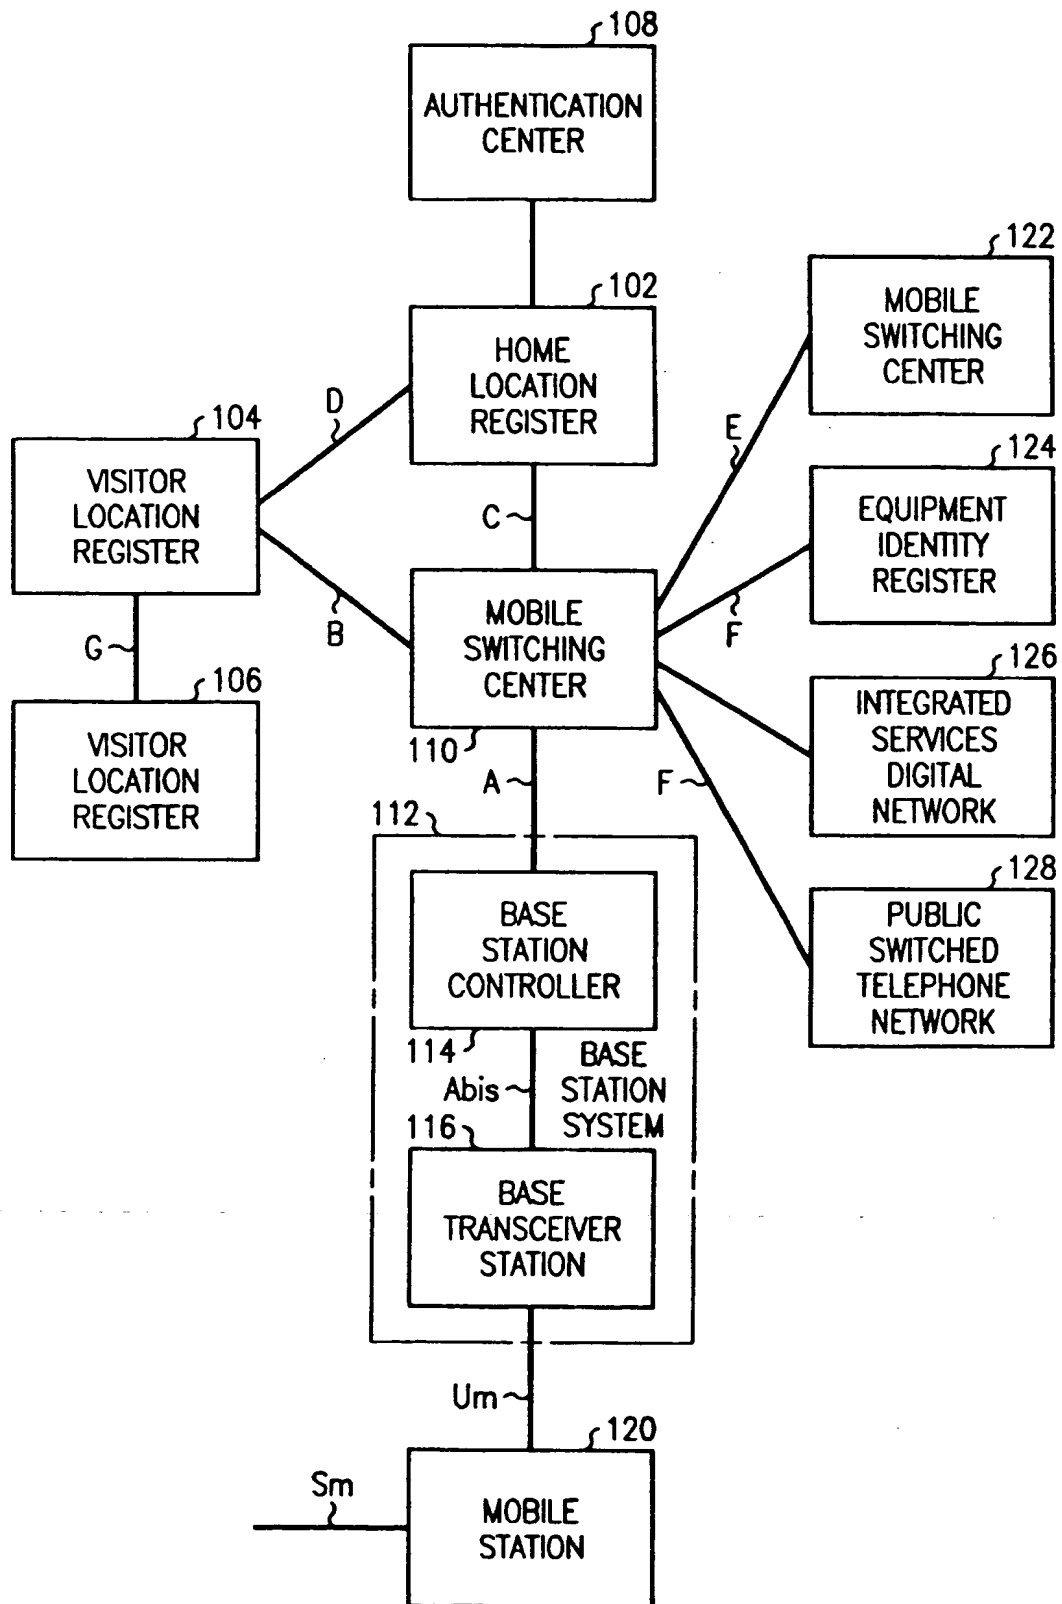 108
AUTHENTICATION
CENTER
102
HOME
LOCATION
REGISTER
122
MOBILE
SWITCHING
CENTER
D
E
104
VISITOR
LOCATION
REGISTER
124
EQUIPMENT
IDENTITY
REGISTER
C
B
F
MOBILE
SWITCHING
CENTER
110
G
106
VISITOR
LOCATION
REGISTER
126
INTEGRATED
SERVICES
DIGITAL
NETWORK
A
F
112
BASE
STATION
CONTROLLER
114
128
PUBLIC
SWITCHED
TELEPHONE
NETWORK
BASE
STATION
SYSTEM
Abis
116
BASE
TRANSCEIVER
STATION
Um
120
Sm
MOBILE
STATION